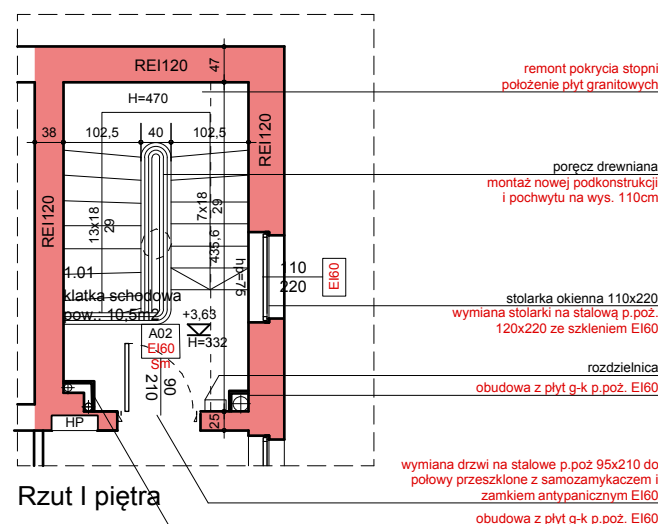 REI120
47
H=470
38
102,5
40
102,5
REI120
REI120
13x18
29
7x18
29
435,6
hp=75
110
220
EI60
1.01
klatka schodowa
pow.: 10,5m2
+3,63
H=332
A02
EI60
Sm
90
210
25
HP
Rzut I piętra
remont pokrycia stopni
położenie płyt granitowych
poręcz drewniana
montaż nowej podkonstrukcji
i pochwytu na wys. 110cm
stolarka okienna 110x220
wymiana stolarki na stalową p.poż.
120x220 ze szkleniem EI60
rozdzielnica
obudowa z płyt g-k p.poż. EI60
wymiana drzwi na stalowe p.poż 95x210 do
połowy przeszklone z samozamykaczem i
zamkiem antypanicznym EI60
obudowa z płyt g-k p.poż. EI60